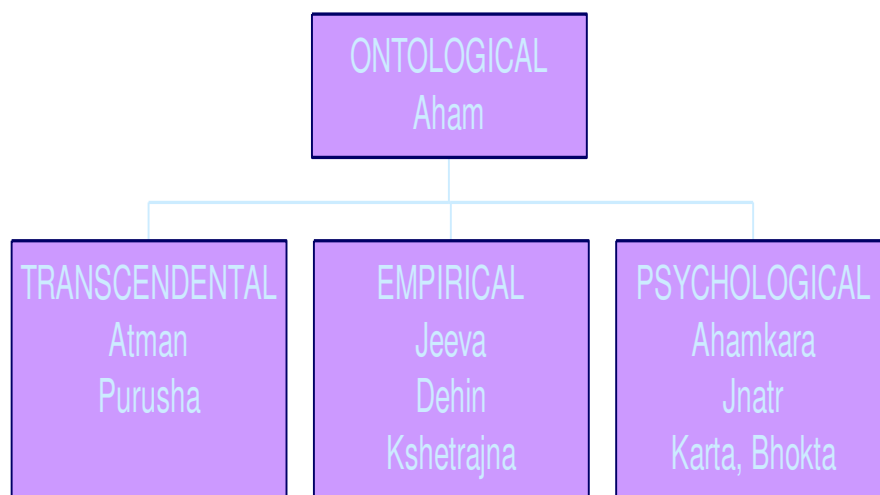 ONTOLOGICAL
Aham
TRANSCENDENTAL
Atman
Purusha
EMPIRICAL
Jeeva
Dehin
Kshetrajna
PSYCHOLOGICAL
Ahamkara
Jnatr
Karta, Bhokta